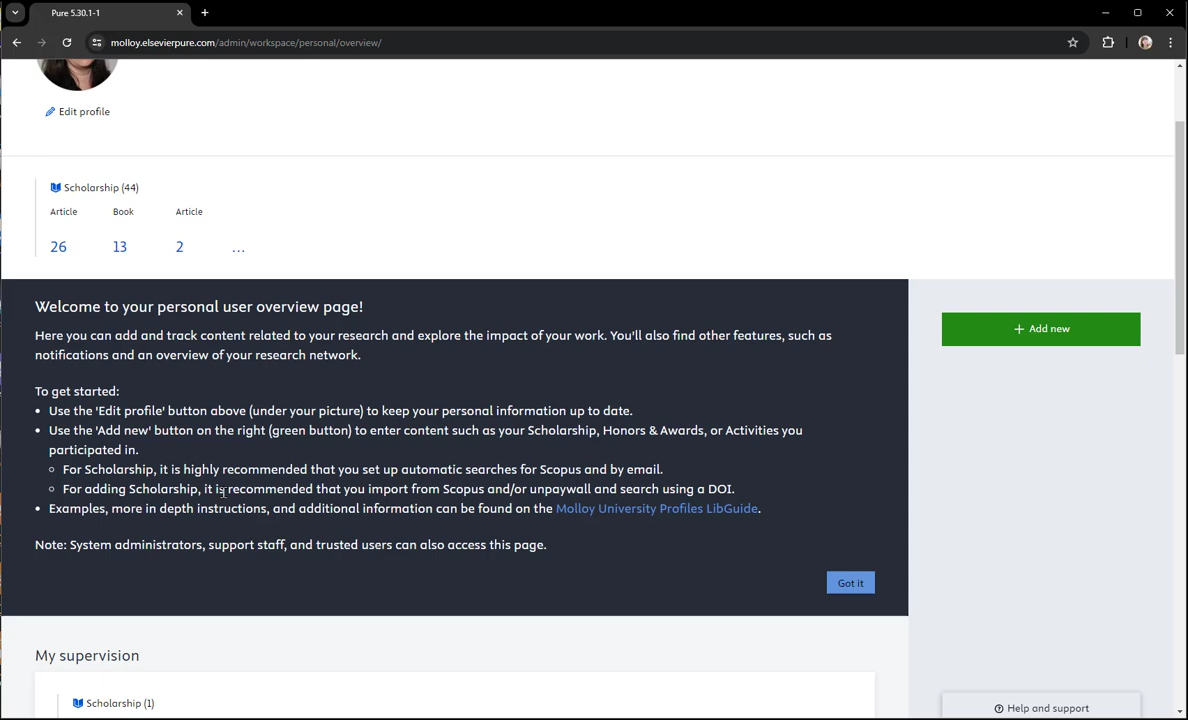 Pure 5.30.1-1
molloy.elsevierpure.com/admin/workspace/personal/overview/
Edit profile
Scholarship (44)
Article Book Article
26 13 2 ...
Welcome to your personal user overview page!
Here you can add and track content related to your research and explore the impact of your work. You'll also find other features, such as
notifications and an overview of your research network.
+ Add new
To get started:
• Use the 'Edit profile' button above (under your picture) to keep your personal information up to date.
• Use the 'Add new' button on the right (green button) to enter content such as your Scholarship, Honors & Awards, or Activities you
participated in.
○ For Scholarship, it is highly recommended that you set up automatic searches for Scopus and by email.
○ For adding Scholarship, it is recommended that you import from Scopus and/or unpaywall and search using a DOI.
• Examples, more in depth instructions, and additional information can be found on the Molloy University Profiles LibGuide.
Note: System administrators, support staff, and trusted users can also access this page.
Got it
My supervision
Scholarship (1)
Help and support